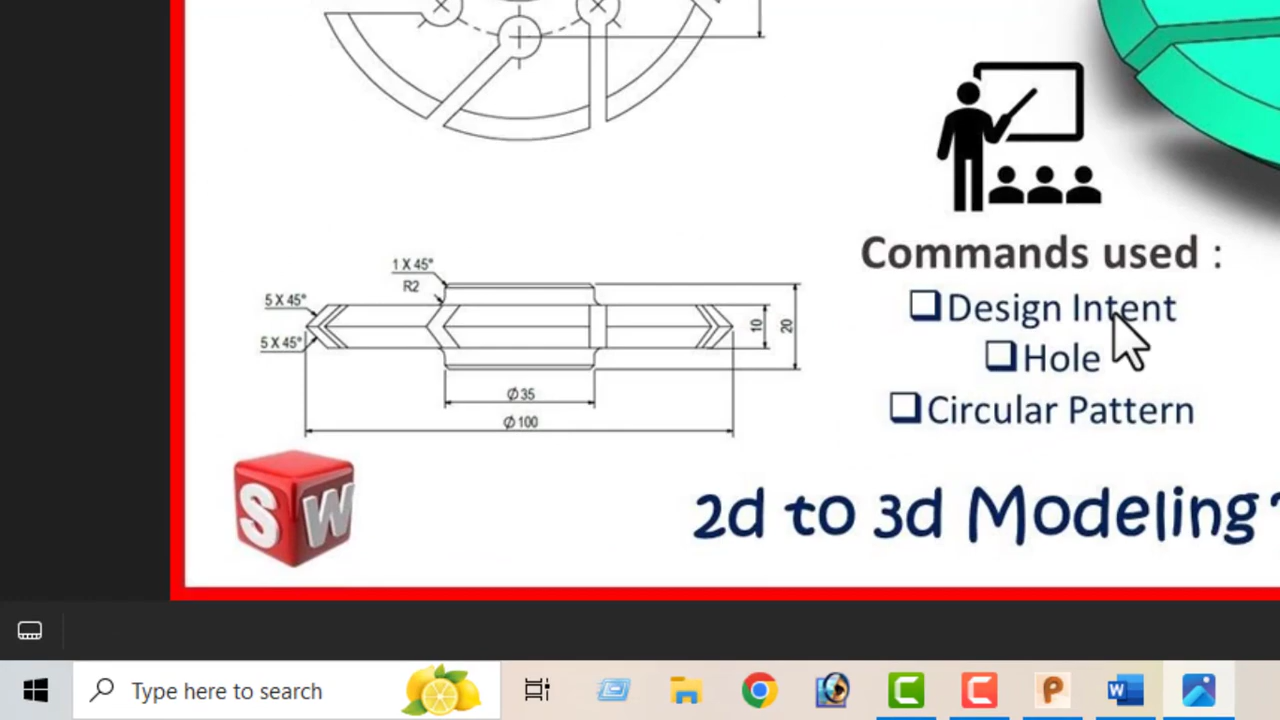 Commands used :
Design Intent
Hole
Circular Pattern
1 X 45°
R2
5 X 45°
5 X 45°
10
20
Ø35
Ø100
SW
2d to 3d Modeling
Type here to search